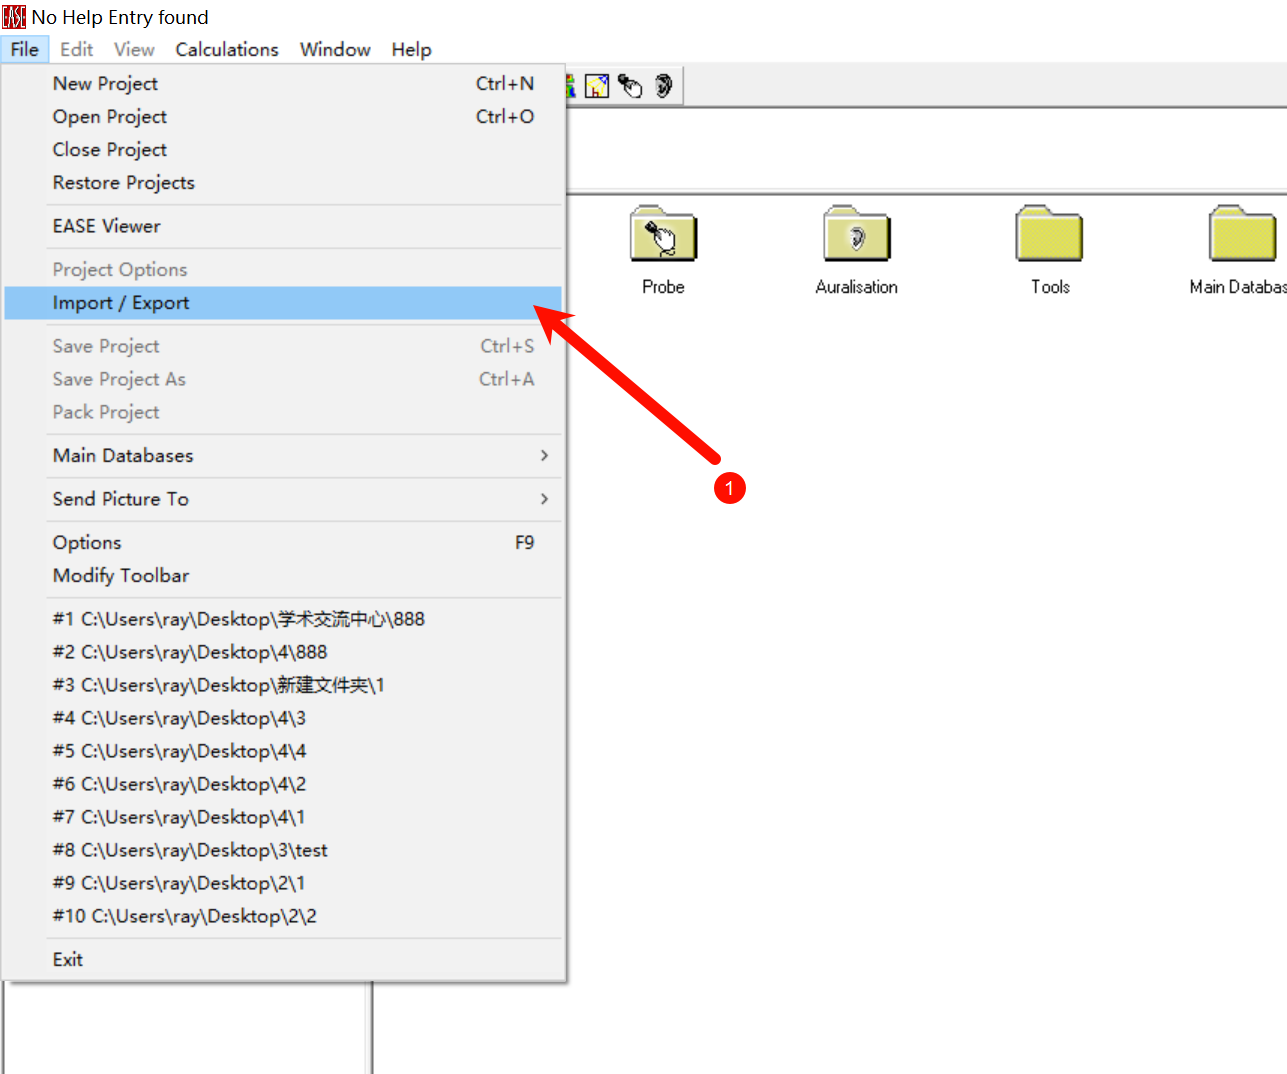 EASE No Help Entry found
File Edit View Calculations Window Help
New Project Ctrl+N
Open Project Ctrl+O
Close Project
Restore Projects
EASE Viewer
Project Options
Import / Export
Save Project Ctrl+S
Save Project As Ctrl+A
Pack Project
Main Databases
Send Picture To
Options F9
Modify Toolbar
#1 C:\Users\ray\Desktop\学术交流中心\888
#2 C:\Users\ray\Desktop\4\888
#3 C:\Users\ray\Desktop\新建文件夹\1
#4 C:\Users\ray\Desktop\4\3
#5 C:\Users\ray\Desktop\4\4
#6 C:\Users\ray\Desktop\4\2
#7 C:\Users\ray\Desktop\4\1
#8 C:\Users\ray\Desktop\3\test
#9 C:\Users\ray\Desktop\2\1
#10 C:\Users\ray\Desktop\2\2
Exit
Probe Auralisation Tools Main Databas
1